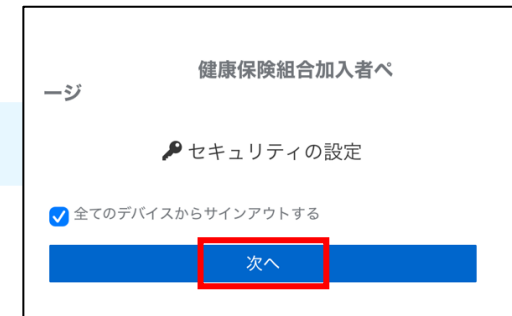 健康保険組合加入者ペ
ージ
セキュリティの設定
全てのデバイスからサインアウトする
次へ